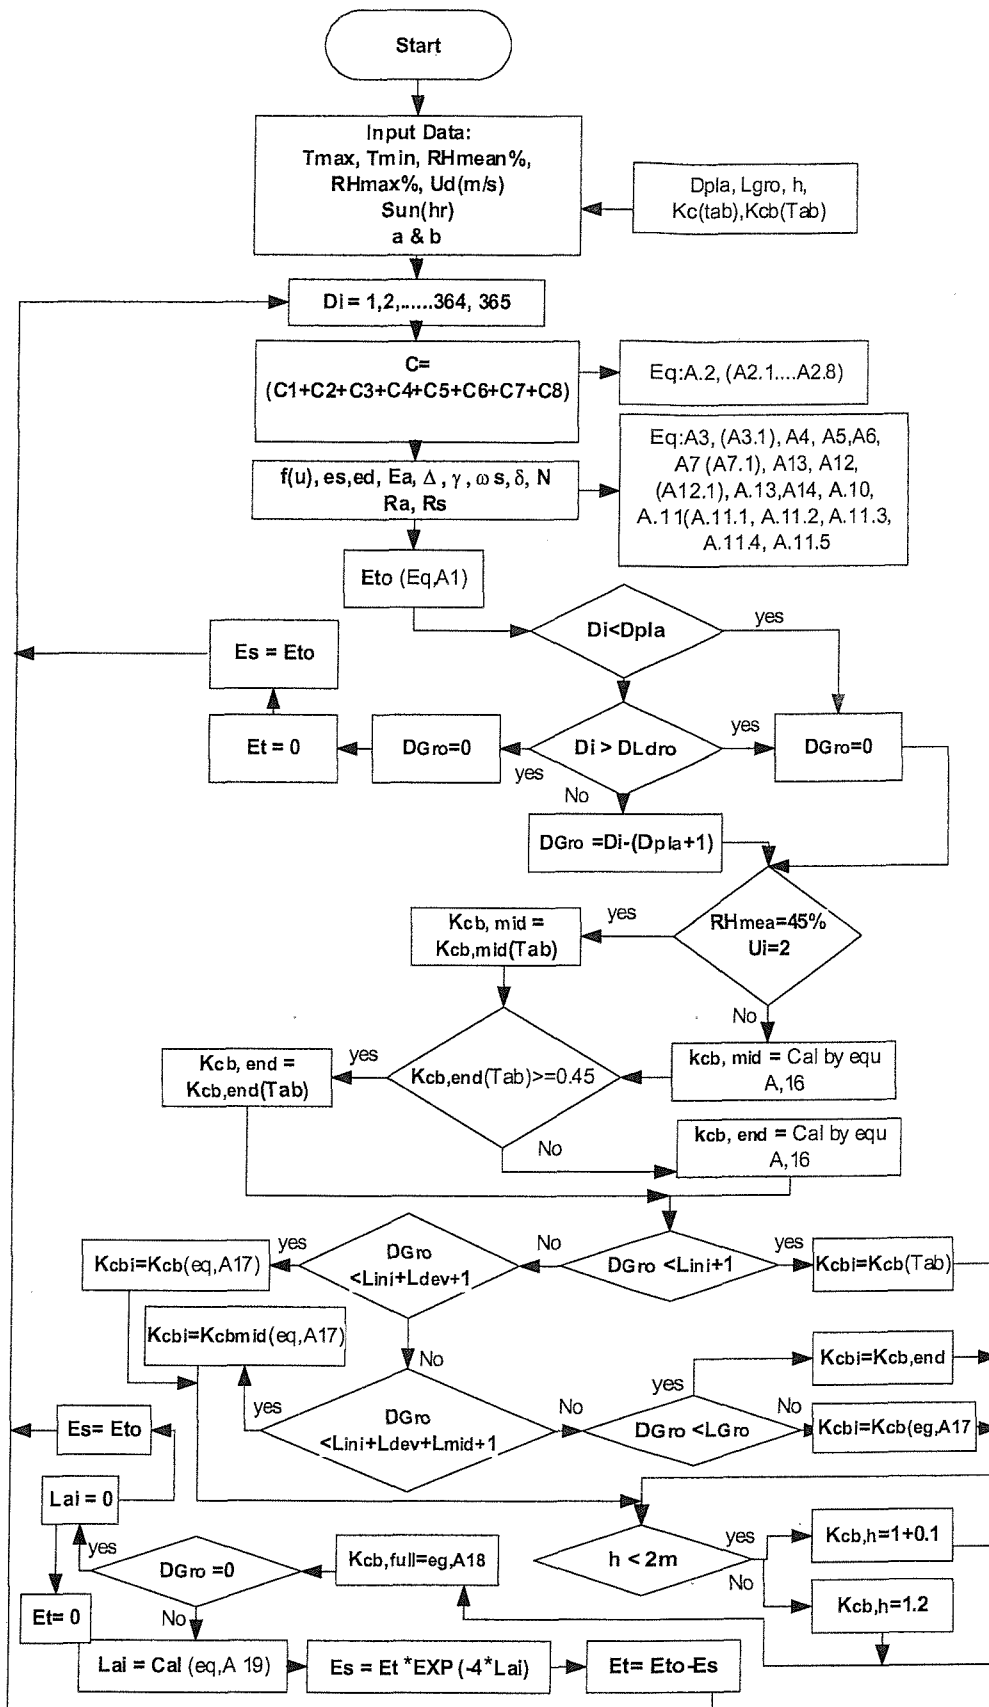 Start
Input Data:
Tmax, Tmin, RHmean%,
RHmax%, Ud(m/s)
Sun(hr)
a & b
Dpla, Lgro, h,
Kc(tab),Kcb(Tab)
Di = 1,2,......364, 365
C=
(C1+C2+C3+C4+C5+C6+C7+C8)
Eq:A.2, (A2.1....A2.8)
f(u), es,ed, Ea, Δ , γ , ω s, δ, N
Ra, Rs
Eq:A3, (A3.1), A4, A5,A6,
A7 (A7.1), A13, A12,
(A12.1), A.13,A14, A.10,
A.11(A.11.1, A.11.2, A.11.3,
A.11.4, A.11.5
Eto (Eq,A1)
Di<Dpla
yes
Es = Eto
Et = 0
DGro=0
yes
Di > DLdro
yes
DGro=0
No
DGro =Di-(Dpla+1)
RHmea=45%
Ui=2
yes
Kcb, mid =
Kcb,mid(Tab)
No
kcb, mid = Cal by equ
A,16
Kcb,end(Tab)>=0.45
yes
Kcb, end =
Kcb,end(Tab)
No
kcb, end = Cal by equ
A,16
DGro <Lini+1
yes
Kcbi=Kcb(Tab)
No
DGro
<Lini+Ldev+1
yes
Kcbi=Kcb(eq,A17)
Kcbi=Kcbmid(eq,A17)
No
yes
DGro
<Lini+Ldev+Lmid+1
No
DGro <LGro
yes
Kcbi=Kcb,end
No
Kcbi=Kcb(eg,A17
Es= Eto
Lai = 0
yes
DGro =0
Kcb,full=eg,A18
h < 2m
yes
Kcb,h=1+0.1
No
Kcb,h=1.2
Et= 0
No
Lai = Cal (eq,A 19)
Es = Et *EXP (-4*Lai)
Et= Eto-Es